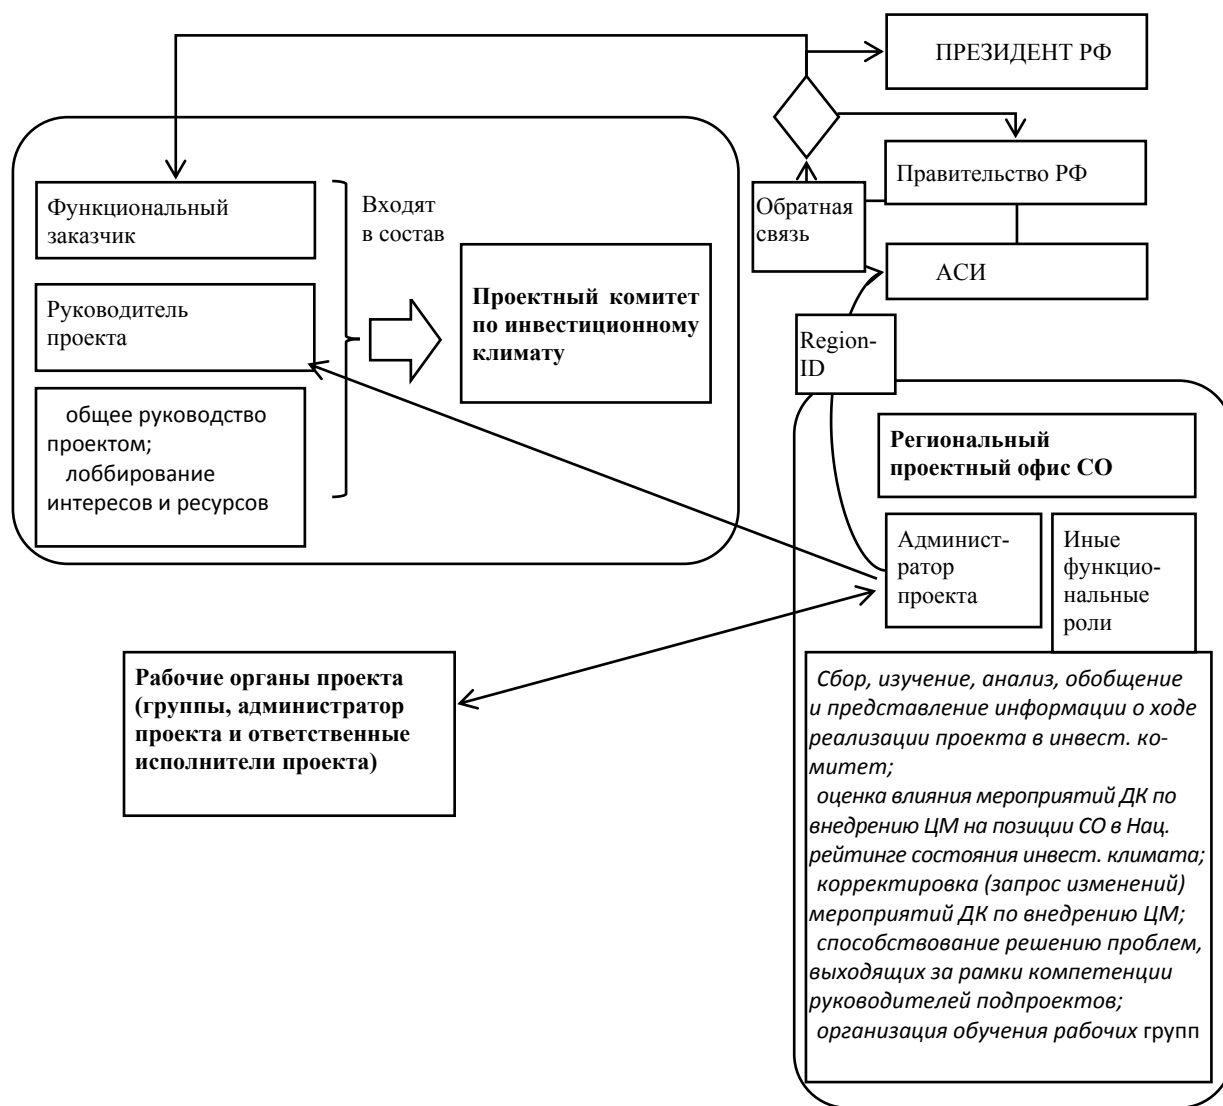 ПРЕЗИДЕНТ РФ
Правительство РФ
Обратная
связь
АСИ
Region-
ID
Функциональный
заказчик
Входят
в состав
Руководитель
проекта
Проектный комитет
по инвестиционному
климату
общее руководство
проектом;
лоббирование
интересов и ресурсов
Региональный
проектный офис СО
Админист-
ратор
проекта
Иные
функцио-
нальные
роли
Рабочие органы проекта
(группы, администратор
проекта и ответственные
исполнители проекта)
Сбор, изучение, анализ, обобщение
и представление информации о ходе
реализации проекта в инвест. ко-
митет;
оценка влияния мероприятий ДК по
внедрению ЦМ на позиции СО в Нац.
рейтинге состояния инвест. климата;
корректировка (запрос изменений)
мероприятий ДК по внедрению ЦМ;
способствование решению проблем,
выходящих за рамки компетенции
руководителей подпроектов;
организация обучения рабочих групп